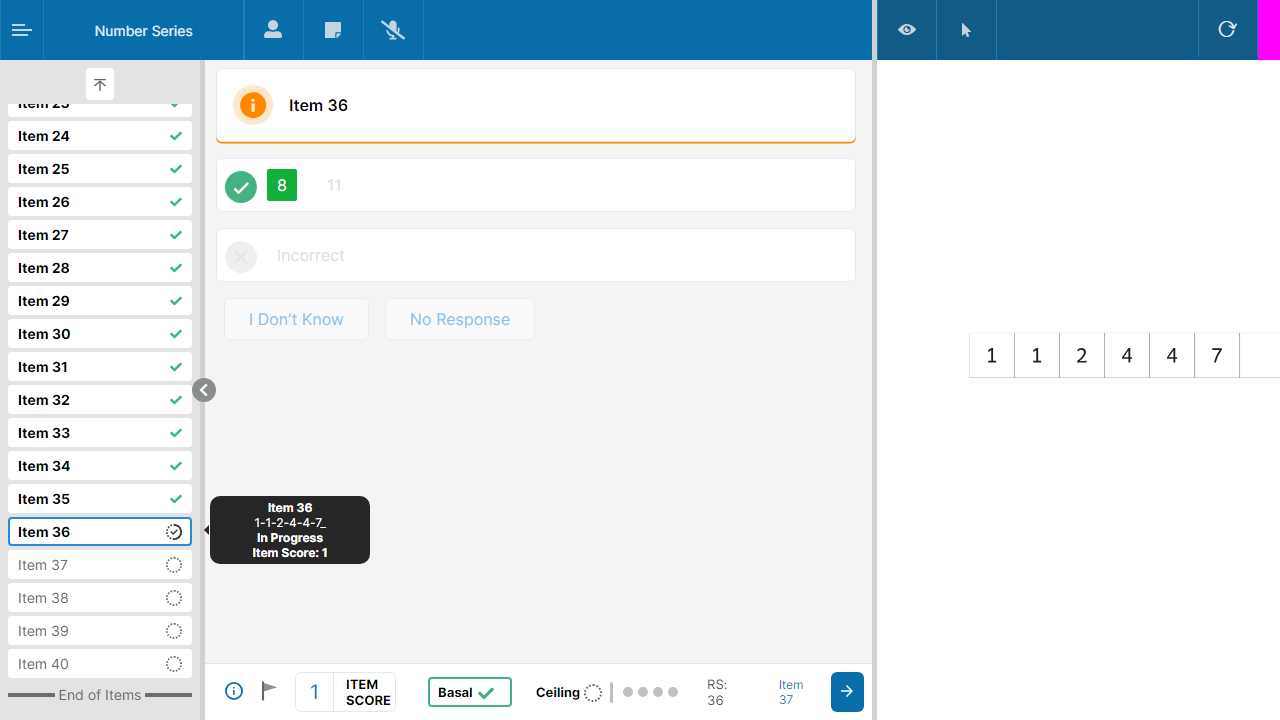 Number Series
Item 23
Item 24
Item 25
Item 26
Item 27
Item 28
Item 29
Item 30
Item 31
Item 32
Item 33
Item 34
Item 35
Item 36
Item 37
Item 38
Item 39
Item 40
End of Items
Item 36
8 11
Incorrect
I Don't Know No Response
Item 36
1-1-2-4-4-7_
In Progress
Item Score: 1
1 ITEM SCORE
Basal
Ceiling
RS: 36
Item 37
1 1 2 4 4 7